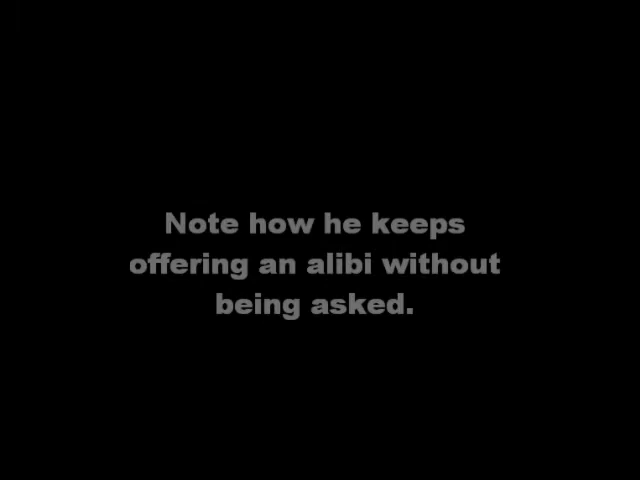 Note how he keeps
offering an alibi without
being asked.